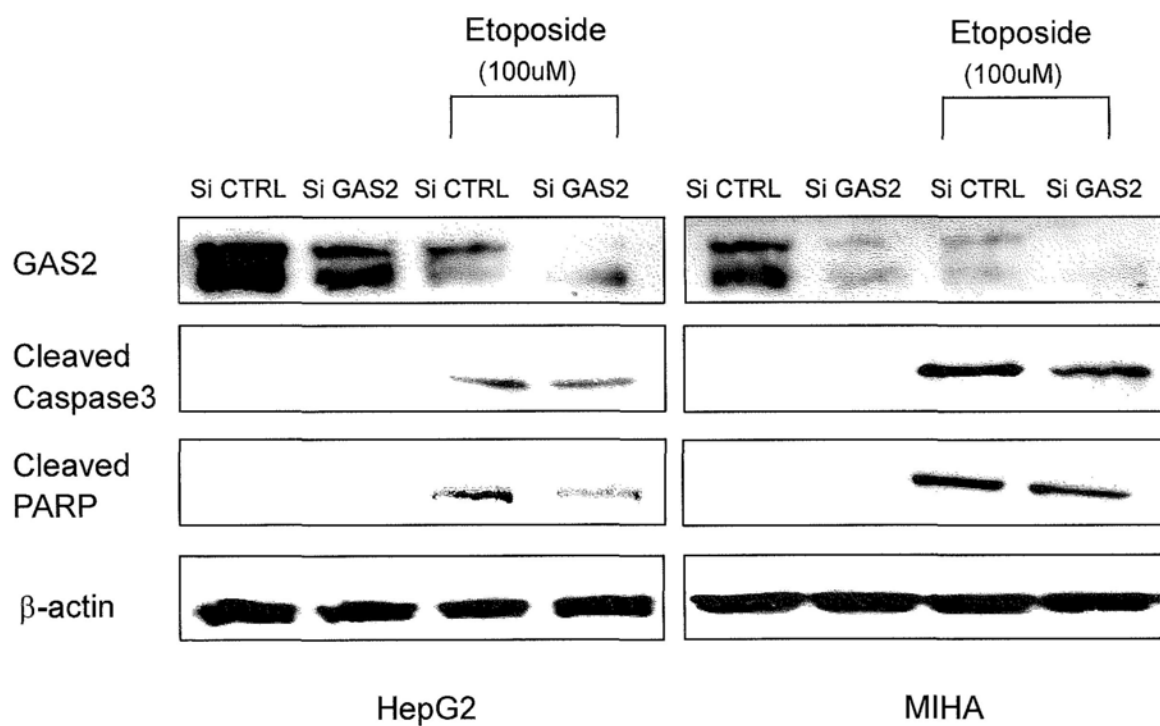 Etoposide
(100uM)
Etoposide
(100uM)
Si CTRL Si GAS2 Si CTRL Si GAS2
Si CTRL Si GAS2 Si CTRL Si GAS2
GAS2
Cleaved
Caspase3
Cleaved
PARP
β-actin
HepG2
MIHA